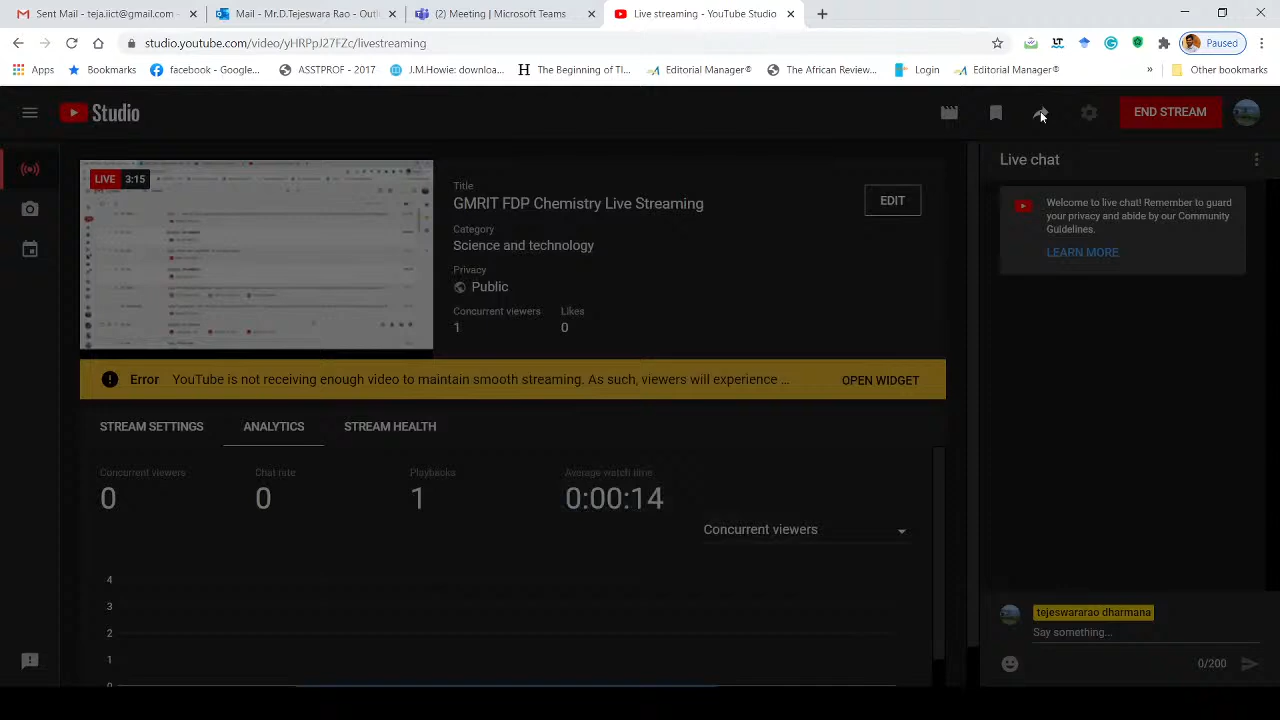 Sent Mail - teja.iict@gmail.com -
Mail - Mr.D.Tejeswara Rao - Outl
(2) Meeting | Microsoft Teams
Live streaming - YouTube Studio
studio.youtube.com/video/yHRPpJ27FZc/livestreaming
Paused
Apps
Bookmarks
facebook - Google...
ASSTPROF - 2017
J.M.Howie: downloa...
The Beginning of TI...
Editorial Manager®
The African Review...
Login
Editorial Manager®
»
Other bookmarks
Studio
END STREAM
LIVE 3:15
Title
GMRIT FDP Chemistry Live Streaming
EDIT
Category
Science and technology
Privacy
Public
Concurrent viewers Likes
1 0
Error YouTube is not receiving enough video to maintain smooth streaming. As such, viewers will experience ...
OPEN WIDGET
STREAM SETTINGS ANALYTICS STREAM HEALTH
Concurrent viewers Chat rate Playbacks Average watch time
0 0 1 0:00:14
Concurrent viewers
4
3
2
1
0
Live chat
Welcome to live chat! Remember to guard
your privacy and abide by our Community
Guidelines.
LEARN MORE
tejeswararao dharmana
Say something...
0/200